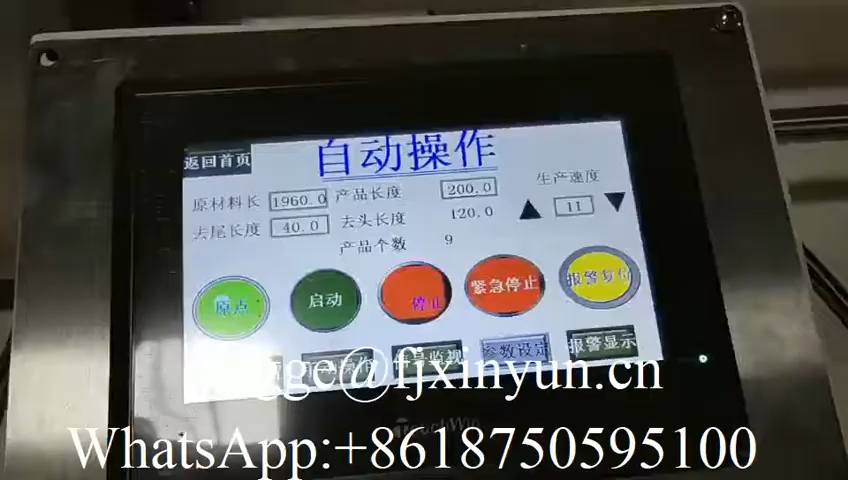 自动操作
返回首页
原材料长 1960.0 产品长度 200.0 生产速度
去尾长度 40.0 去头长度 120.0 11
产品个数 9
原点 启动 停止 紧急停止 报警复位
监视 参数设定 报警显示
@fjxinyun.cn
TouchWin
WhatsApp:+8618750595100